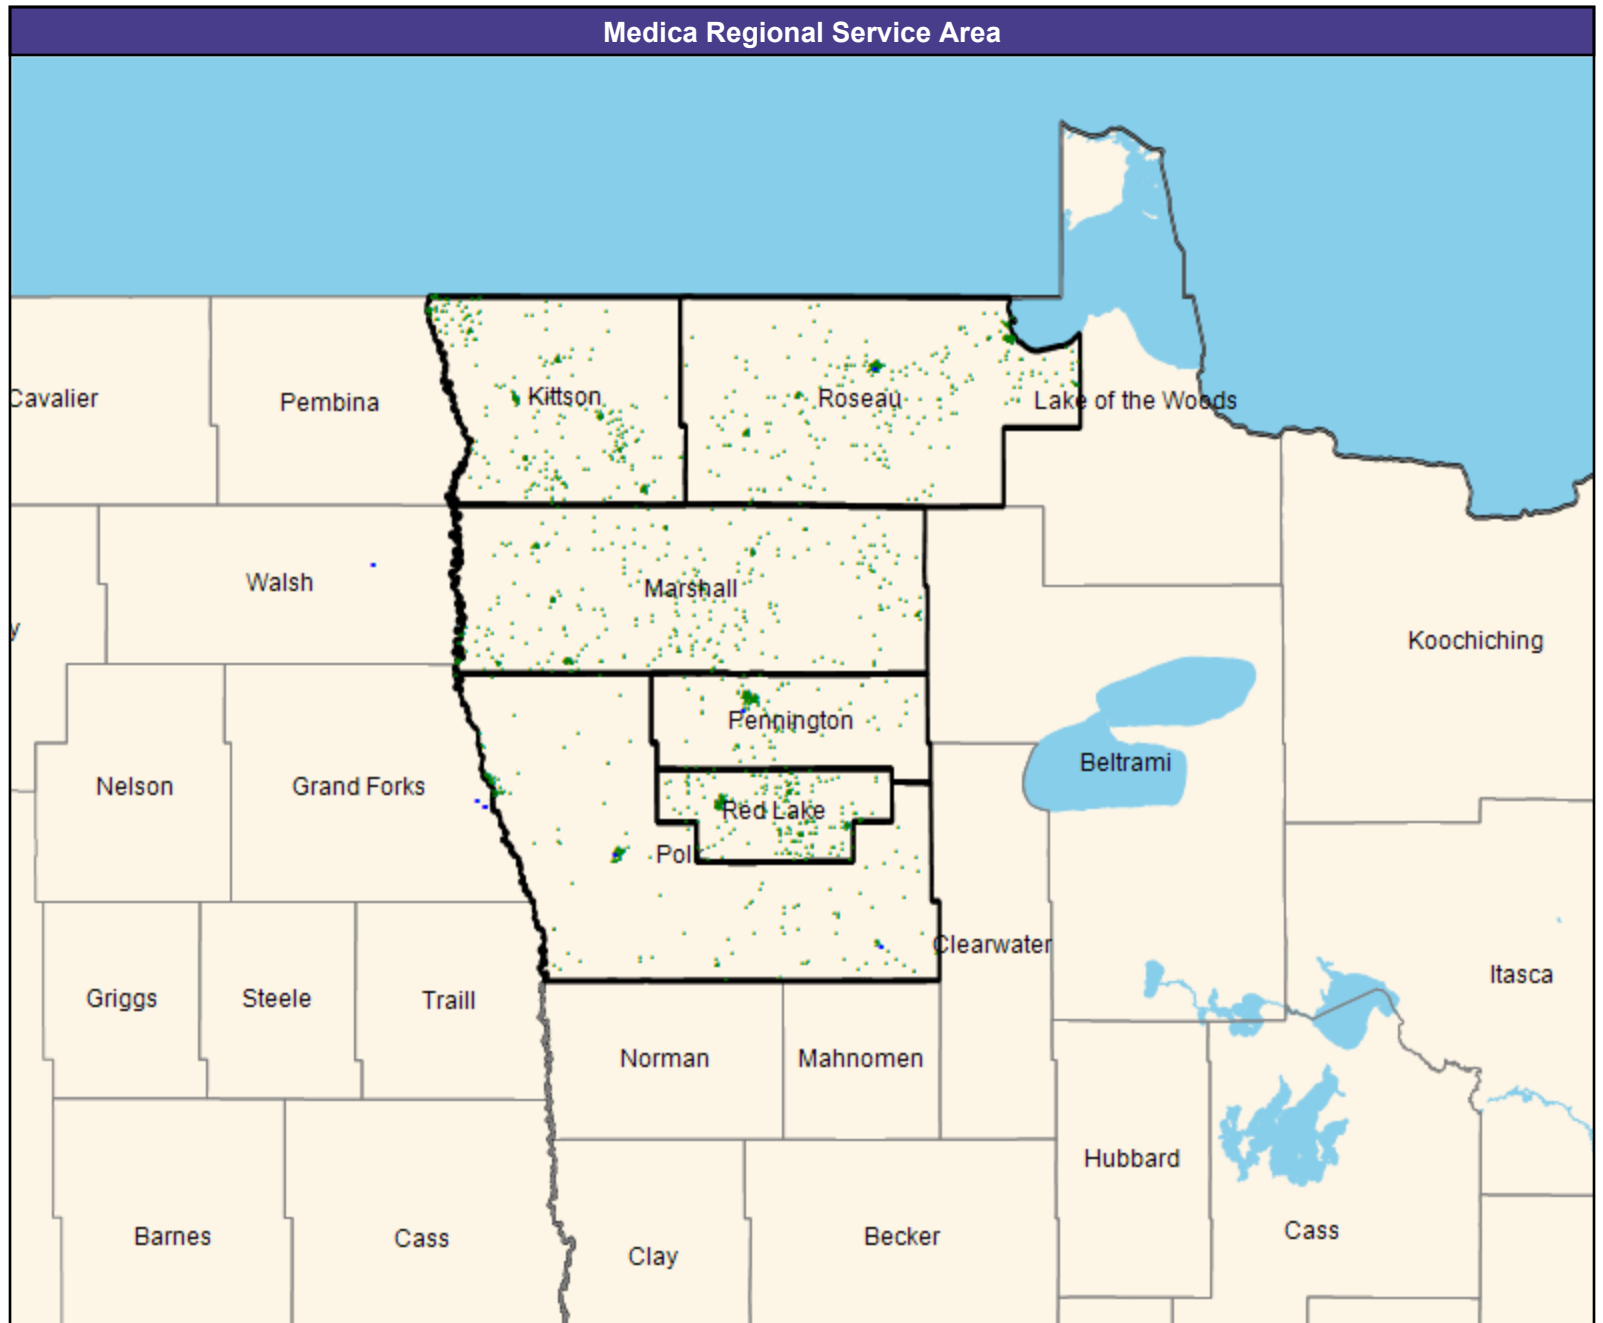 Medica Regional Service Area
Cavalier
Pembina
Kittson
Roseau
Lake of the Woods
Walsh
Marshall
y
Koochiching
Pennington
Beltrami
Nelson
Grand Forks
Red Lake
Pol
Clearwater
Itasca
Griggs
Steele
Traill
Norman
Mahnomen
Hubbard
Barnes
Cass
Clay
Becker
Cass